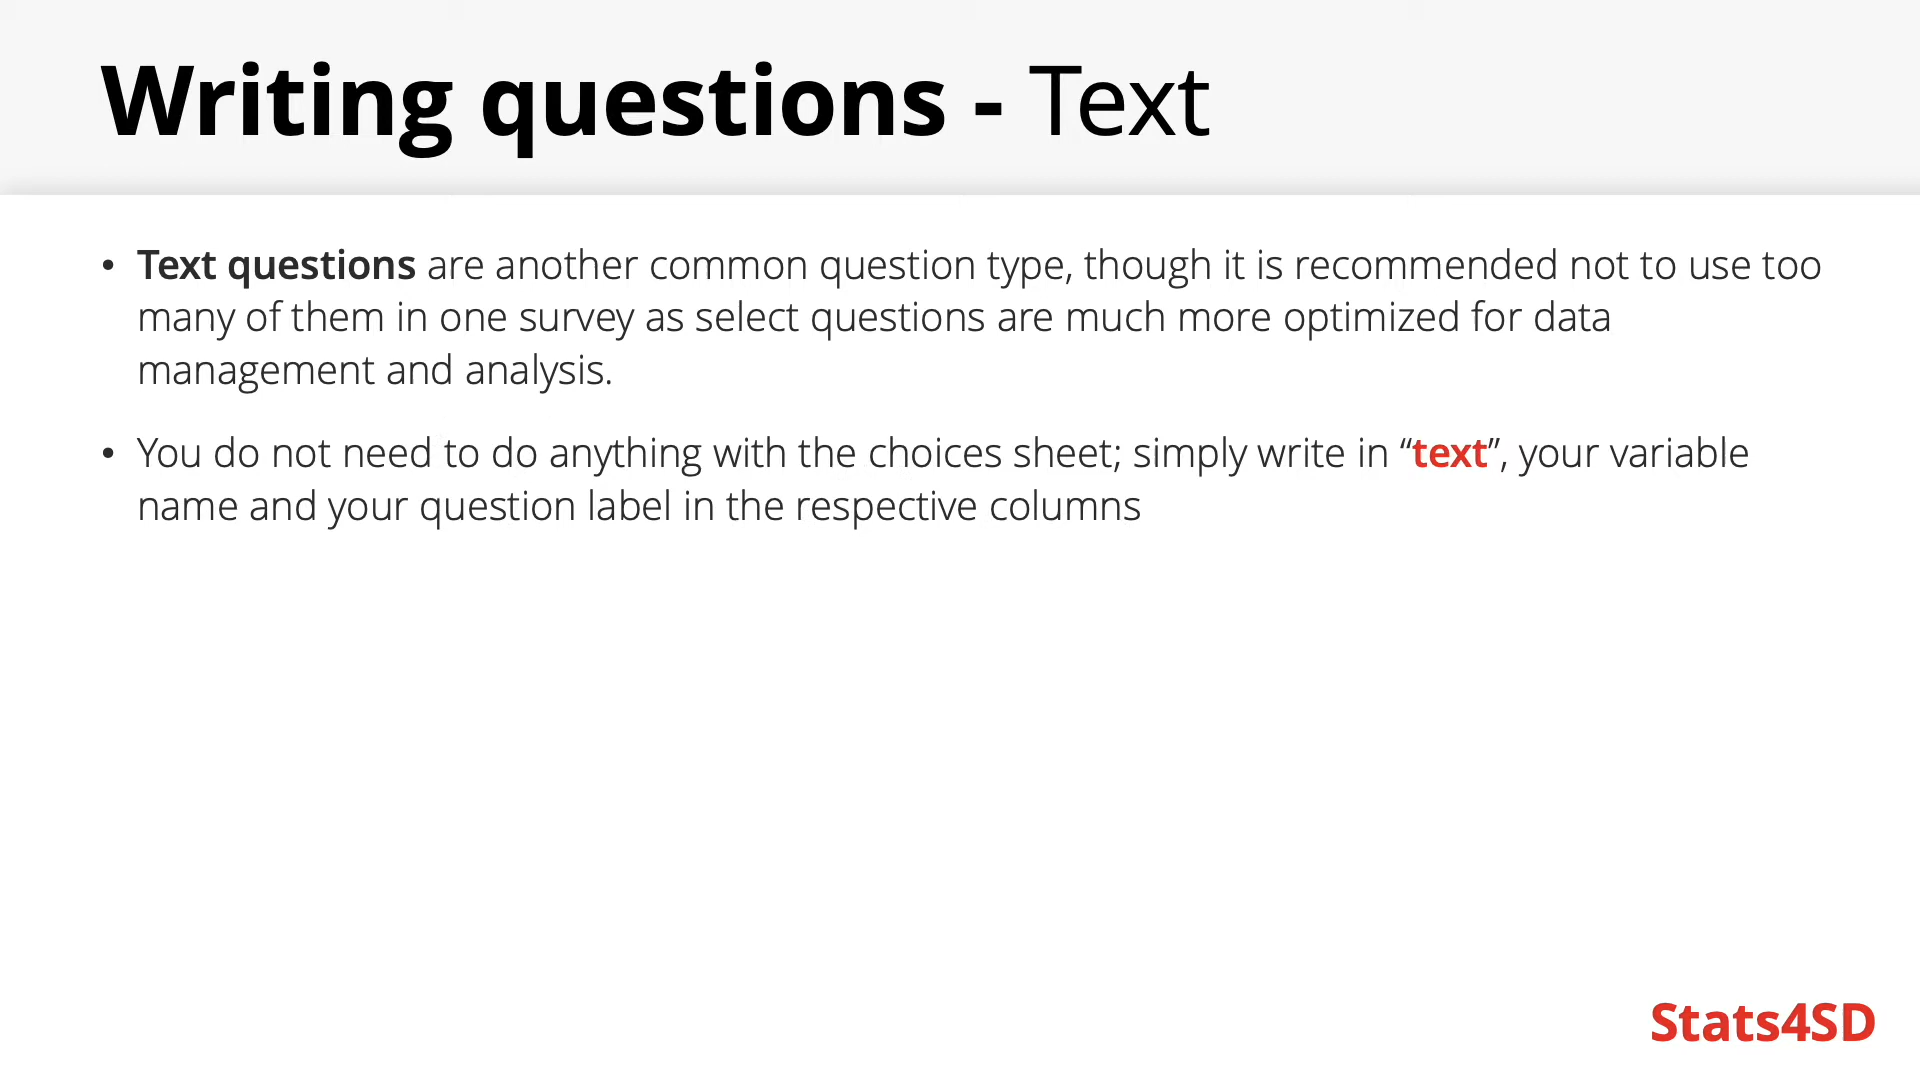 Writing questions - Text
• Text questions are another common question type, though it is recommended not to use too
many of them in one survey as select questions are much more optimized for data
management and analysis.
• You do not need to do anything with the choices sheet; simply write in “text”, your variable
name and your question label in the respective columns
Stats4SD